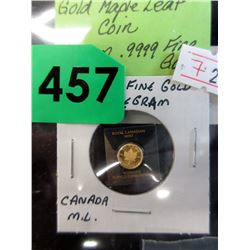 Gold Maple Leaf
Coin
.9999 Fine
457
FINE GOLD
GRAM
ROYAL CANADIAN
MINT
CANADA
M.L.